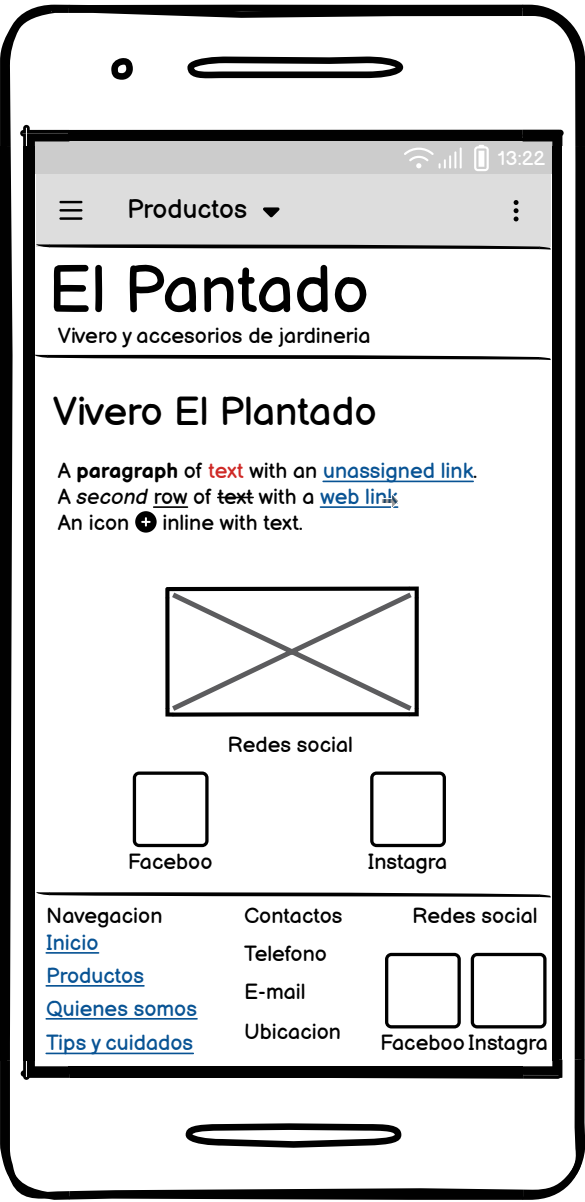 13:22
Productos
El Pantado
Vivero y accesorios de jardineria
Vivero El Plantado
A paragraph of text with an unassigned link.
A second row of text with a web link
An icon inline with text.
Redes social
Faceboo Instagra
Navegacion Contactos Redes social
Inicio
Telefono
Productos
E-mail
Quienes somos
Ubicacion
Tips y cuidados
Faceboo Instagra